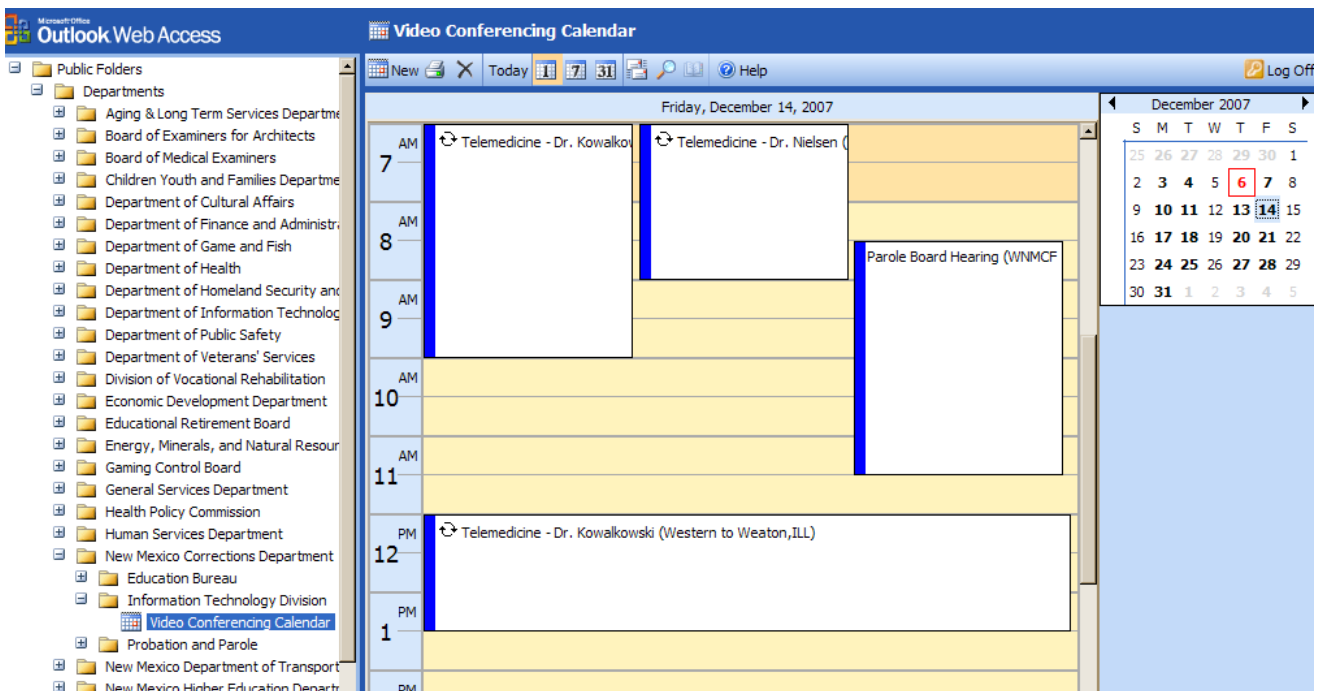 Microsoft Office
Outlook Web Access
Video Conferencing Calendar
New Today 1 7 31 Help Log Off
Public Folders
Departments
Aging & Long Term Services Departme
Board of Examiners for Architects
Board of Medical Examiners
Children Youth and Families Departme
Department of Cultural Affairs
Department of Finance and Administra
Department of Game and Fish
Department of Health
Department of Homeland Security and
Department of Information Technolog
Department of Public Safety
Department of Veterans' Services
Division of Vocational Rehabilitation
Economic Development Department
Educational Retirement Board
Energy, Minerals, and Natural Resour
Gaming Control Board
General Services Department
Health Policy Commission
Human Services Department
New Mexico Corrections Department
Education Bureau
Information Technology Division
Video Conferencing Calendar
Probation and Parole
New Mexico Department of Transport
New Mexico Higher Education Departm
Friday, December 14, 2007
AM
7
Telemedicine - Dr. Kowalkow
Telemedicine - Dr. Nielsen (
AM
8
Parole Board Hearing (WNMCF
AM
9
AM
10
AM
11
PM
12
Telemedicine - Dr. Kowalkowski (Western to Weaton,ILL)
PM
1
PM
December 2007
S M T W T F S
25 26 27 28 29 30 1
2 3 4 5 6 7 8
9 10 11 12 13 14 15
16 17 18 19 20 21 22
23 24 25 26 27 28 29
30 31 1 2 3 4 5